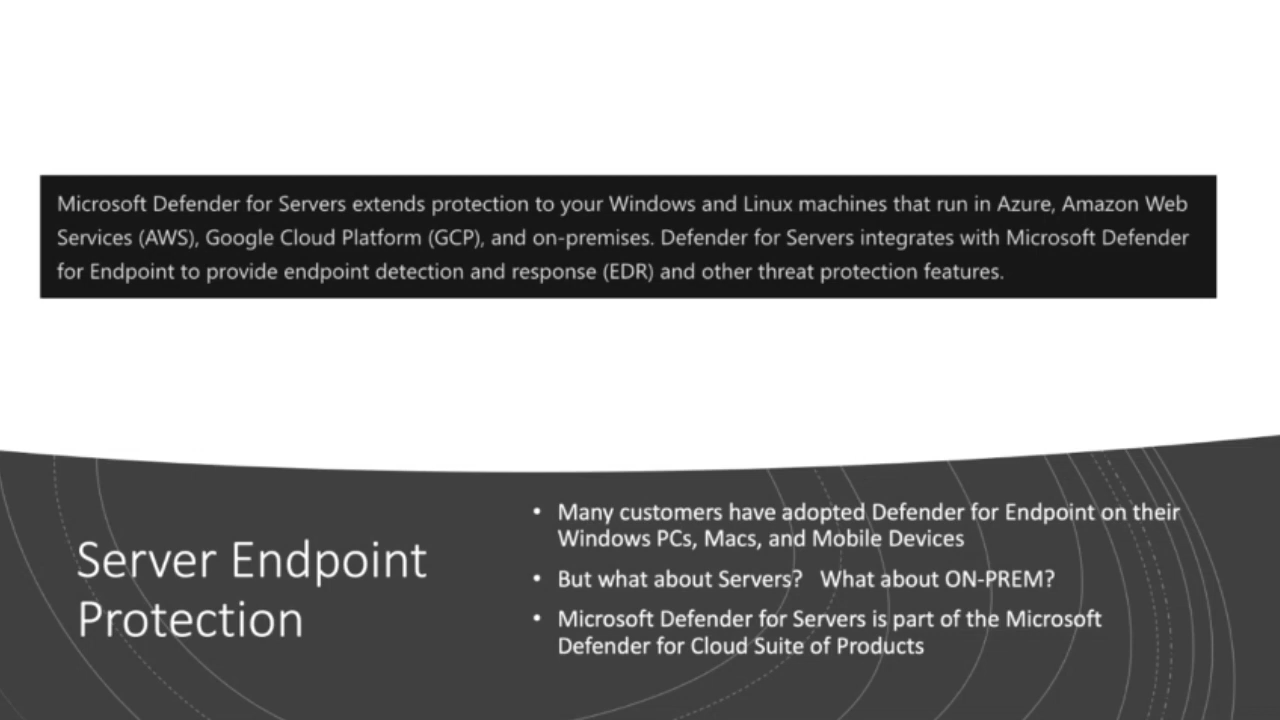 Microsoft Defender for Servers extends protection to your Windows and Linux machines that run in Azure, Amazon Web
Services (AWS), Google Cloud Platform (GCP), and on-premises. Defender for Servers integrates with Microsoft Defender
for Endpoint to provide endpoint detection and response (EDR) and other threat protection features.
Server Endpoint
Protection
• Many customers have adopted Defender for Endpoint on their
Windows PCs, Macs, and Mobile Devices
• But what about Servers? What about ON-PREM?
• Microsoft Defender for Servers is part of the Microsoft
Defender for Cloud Suite of Products